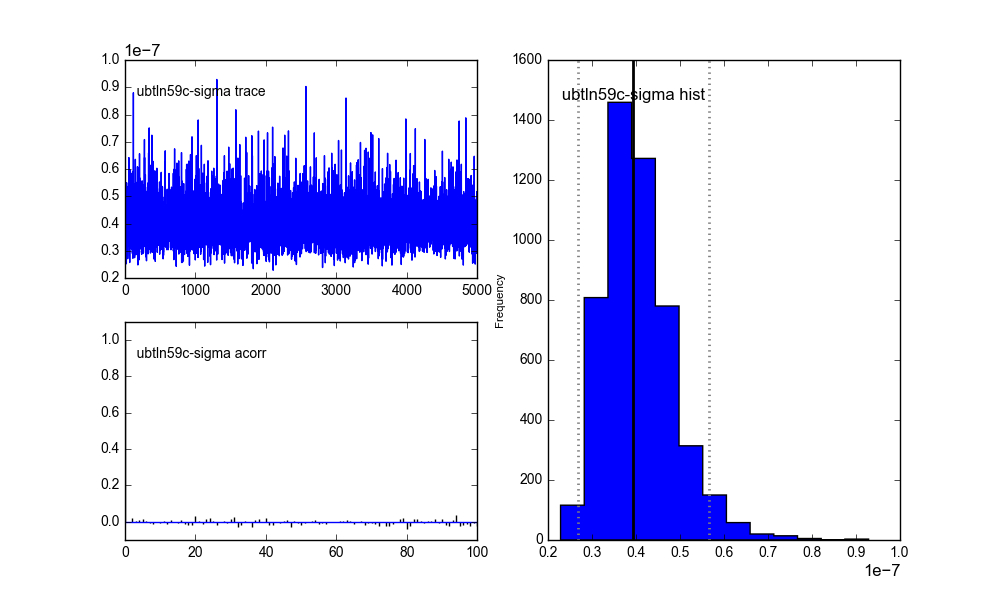 1e−7
1.0
0.9
0.8
0.7
0.6
0.5
0.4
0.3
0.2
ubtln59c-sigma trace
0 1000 2000 3000 4000 5000
1.0
0.8
0.6
0.4
0.2
0.0
ubtln59c-sigma acorr
0 20 40 60 80 100
Frequency
1600
1400
1200
1000
800
600
400
200
0
ubtln59c-sigma hist
0.2 0.3 0.4 0.5 0.6 0.7 0.8 0.9 1.0
1e−7